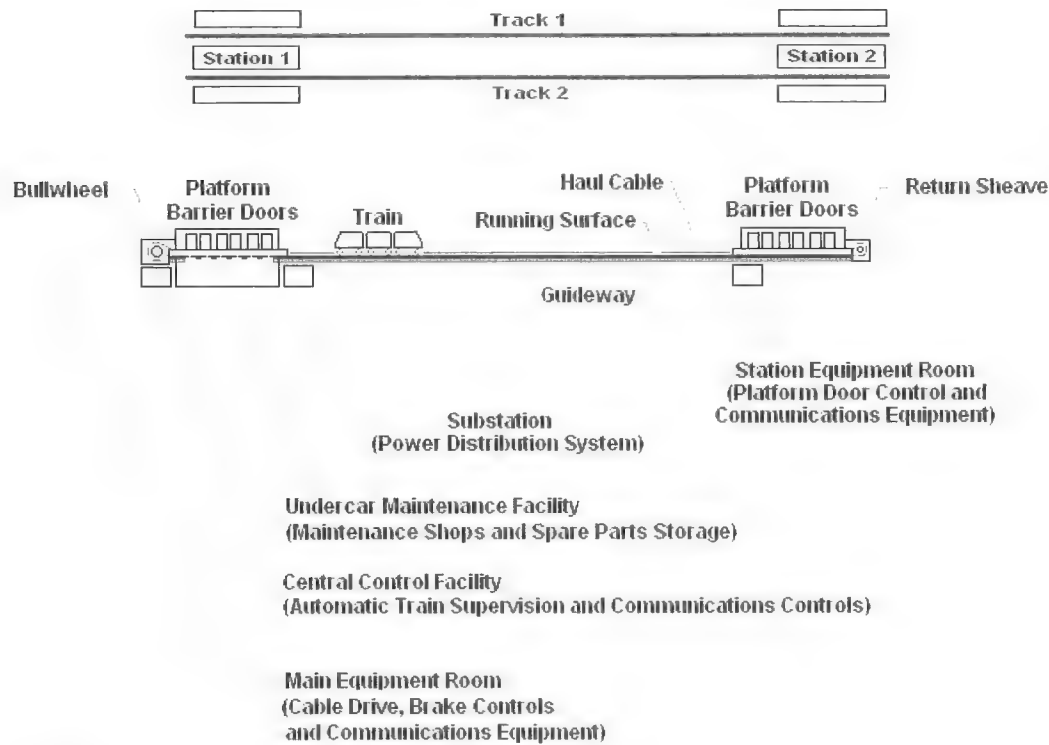 Track 1
Station 1
Station 2
Track 2
Bullwheel
Platform
Barrier Doors
Train
Haul Cable
Running Surface
Platform
Barrier Doors
Return Sheave
Guideway
Station Equipment Room
(Platform Door Control and
Communications Equipment)
Substation
(Power Distribution System)
Undercar Maintenance Facility
(Maintenance Shops and Spare Parts Storage)
Central Control Facility
(Automatic Train Supervision and Communications Controls)
Main Equipment Room
(Cable Drive, Brake Controls
and Communications Equipment)